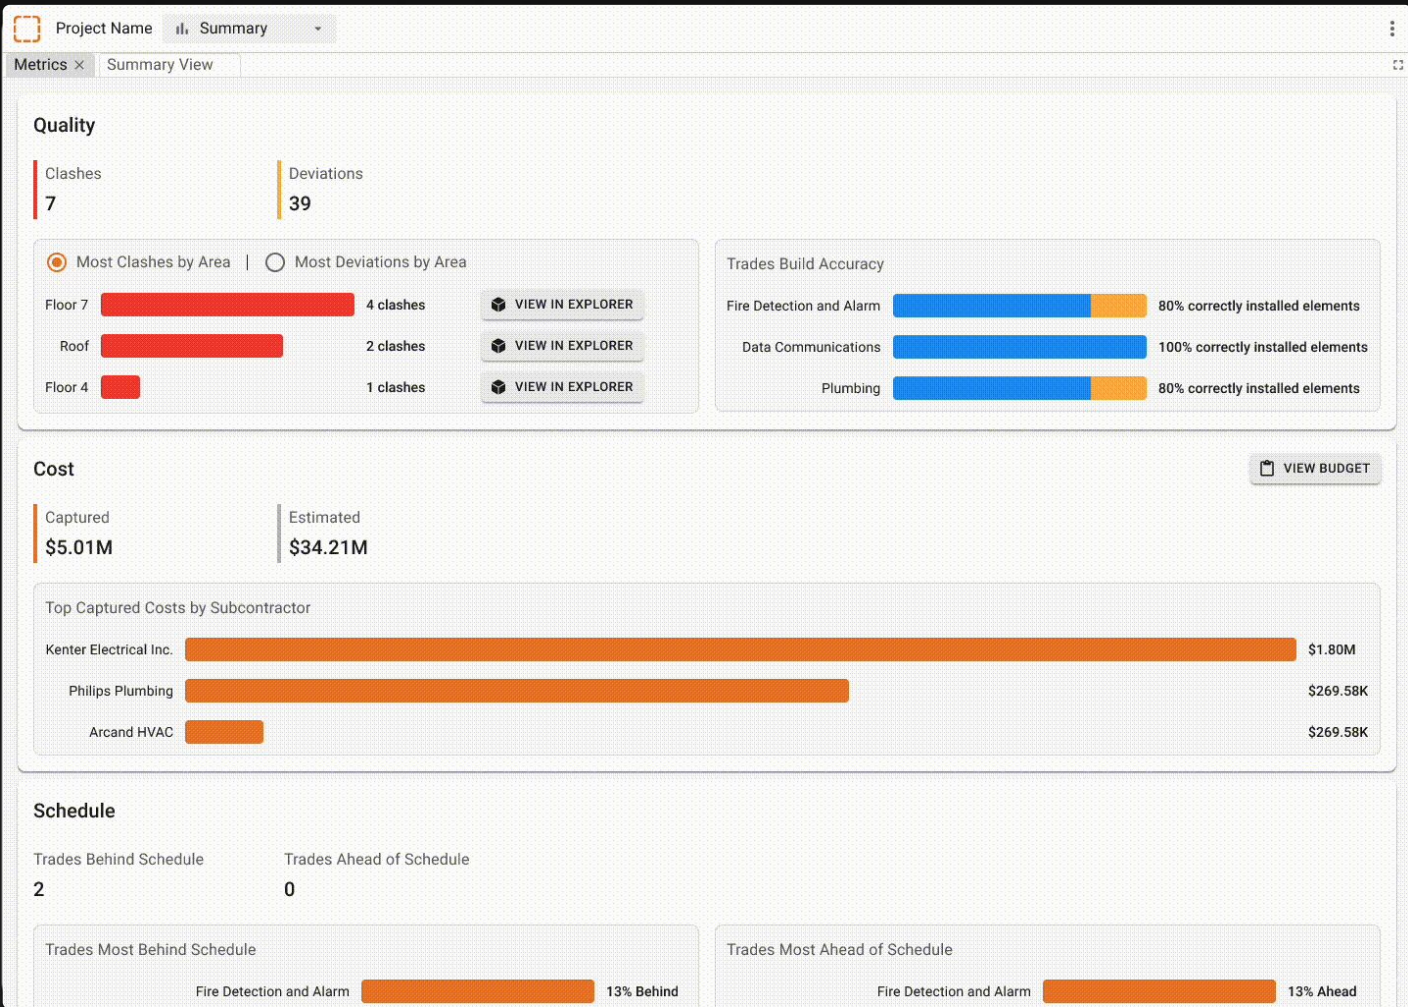 Project Name Summary
Metrics Summary View
Quality
Clashes
7
Deviations
39
Most Clashes by Area | Most Deviations by Area
Floor 7 4 clashes VIEW IN EXPLORER
Roof 2 clashes VIEW IN EXPLORER
Floor 4 1 clashes VIEW IN EXPLORER
Trades Build Accuracy
Fire Detection and Alarm 80% correctly installed elements
Data Communications 100% correctly installed elements
Plumbing 80% correctly installed elements
Cost VIEW BUDGET
Captured
$5.01M
Estimated
$34.21M
Top Captured Costs by Subcontractor
Kenter Electrical Inc. $1.80M
Philips Plumbing $269.58K
Arcand HVAC $269.58K
Schedule
Trades Behind Schedule
2
Trades Ahead of Schedule
0
Trades Most Behind Schedule
Fire Detection and Alarm 13% Behind
Trades Most Ahead of Schedule
Fire Detection and Alarm 13% Ahead